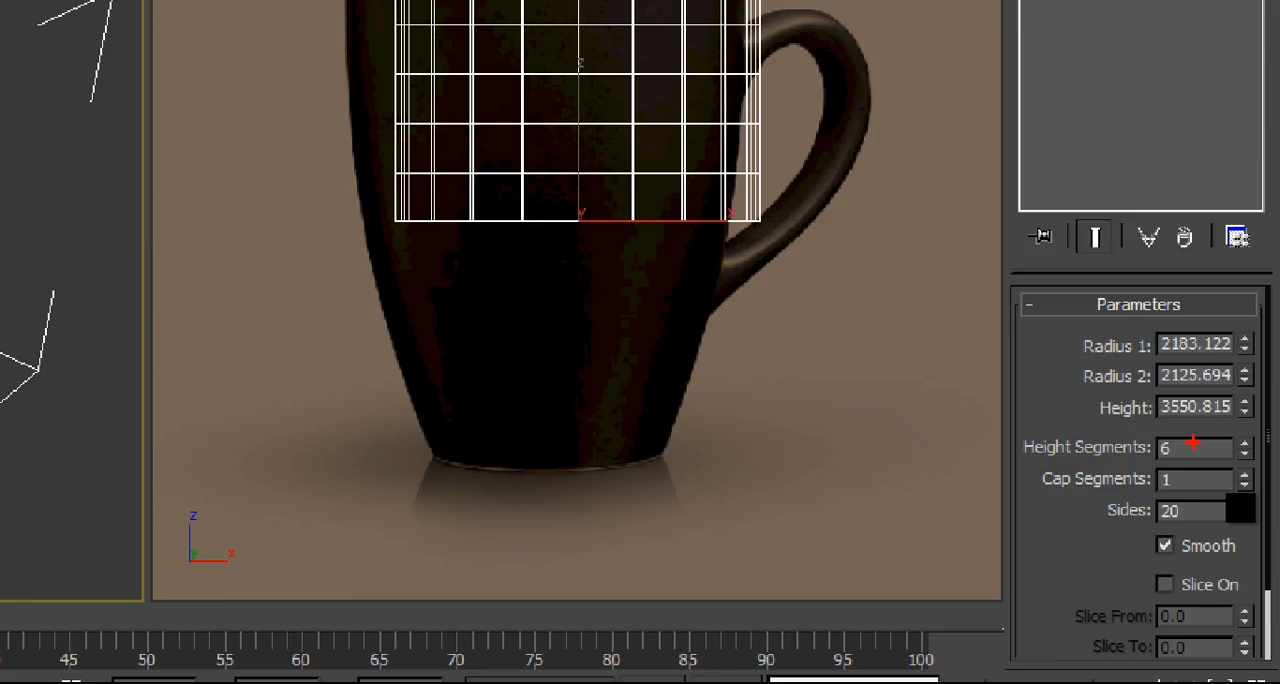 z
y
x
Parameters
Radius 1: 2183.122
Radius 2: 2125.694
Height: 3550.815
Height Segments: 6
Cap Segments: 1
Sides: 20
Smooth
Slice On
Slice From: 0.0
Slice To: 0.0
z
y
x
45 50 55 60 65 70 75 80 85 90 95 100